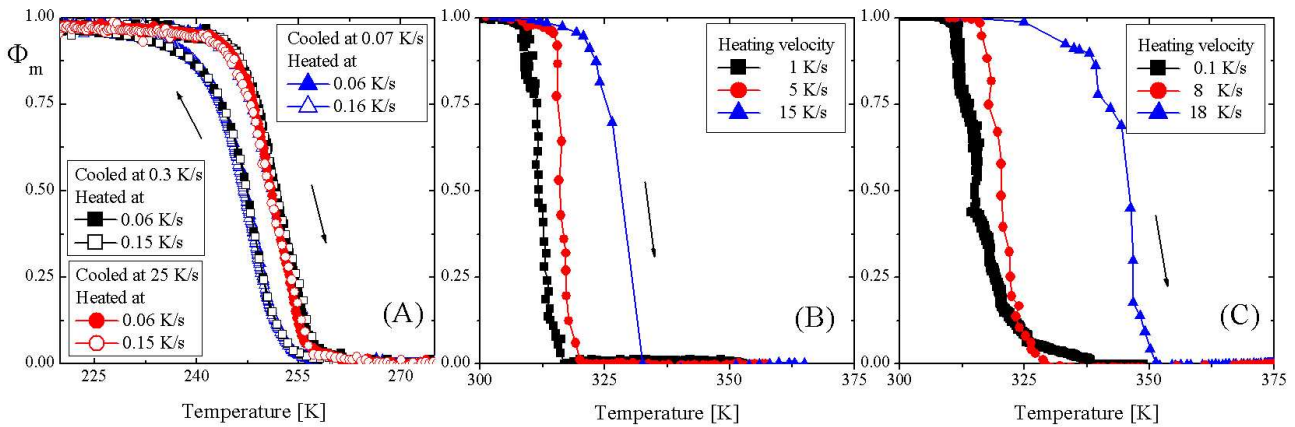 1.00
Φm
0.75
0.50
0.25
0.00
225
240
255
270
Temperature [K]
Cooled at 0.07 K/s
Heated at
0.06 K/s
0.16 K/s
Cooled at 0.3 K/s
Heated at
0.06 K/s
0.15 K/s
Cooled at 25 K/s
Heated at
0.06 K/s
0.15 K/s
(A)
1.00
0.75
0.50
0.25
0.00
300
325
350
375
Temperature [K]
Heating velocity
1 K/s
5 K/s
15 K/s
(B)
1.00
0.75
0.50
0.25
0.00
300
325
350
375
Temperature [K]
Heating velocity
0.1 K/s
8 K/s
18 K/s
(C)